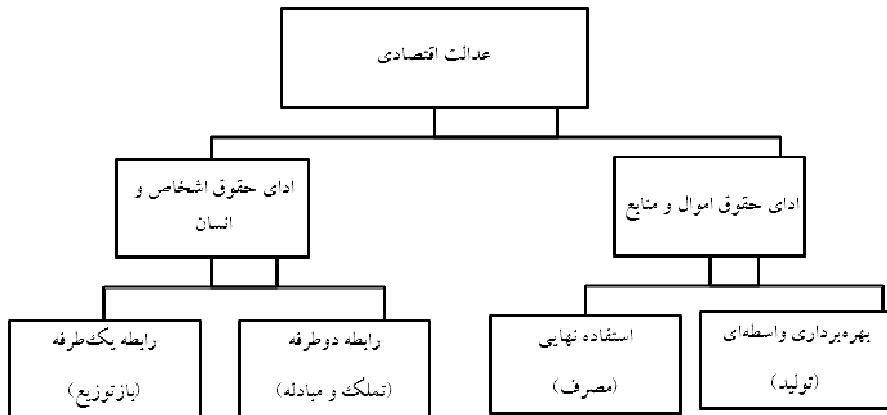 عدالت اقتصادی
ادای حقوق اموال و منابع
ادای حقوق اشخاص و
انسان
بهره‌برداری واسطه‌ای
(تولید)
استفاده نهایی
(مصرف)
رابطه دوطرفه
(تملک و مبادله)
رابطه یک‌طرفه
(بازتوزیع)